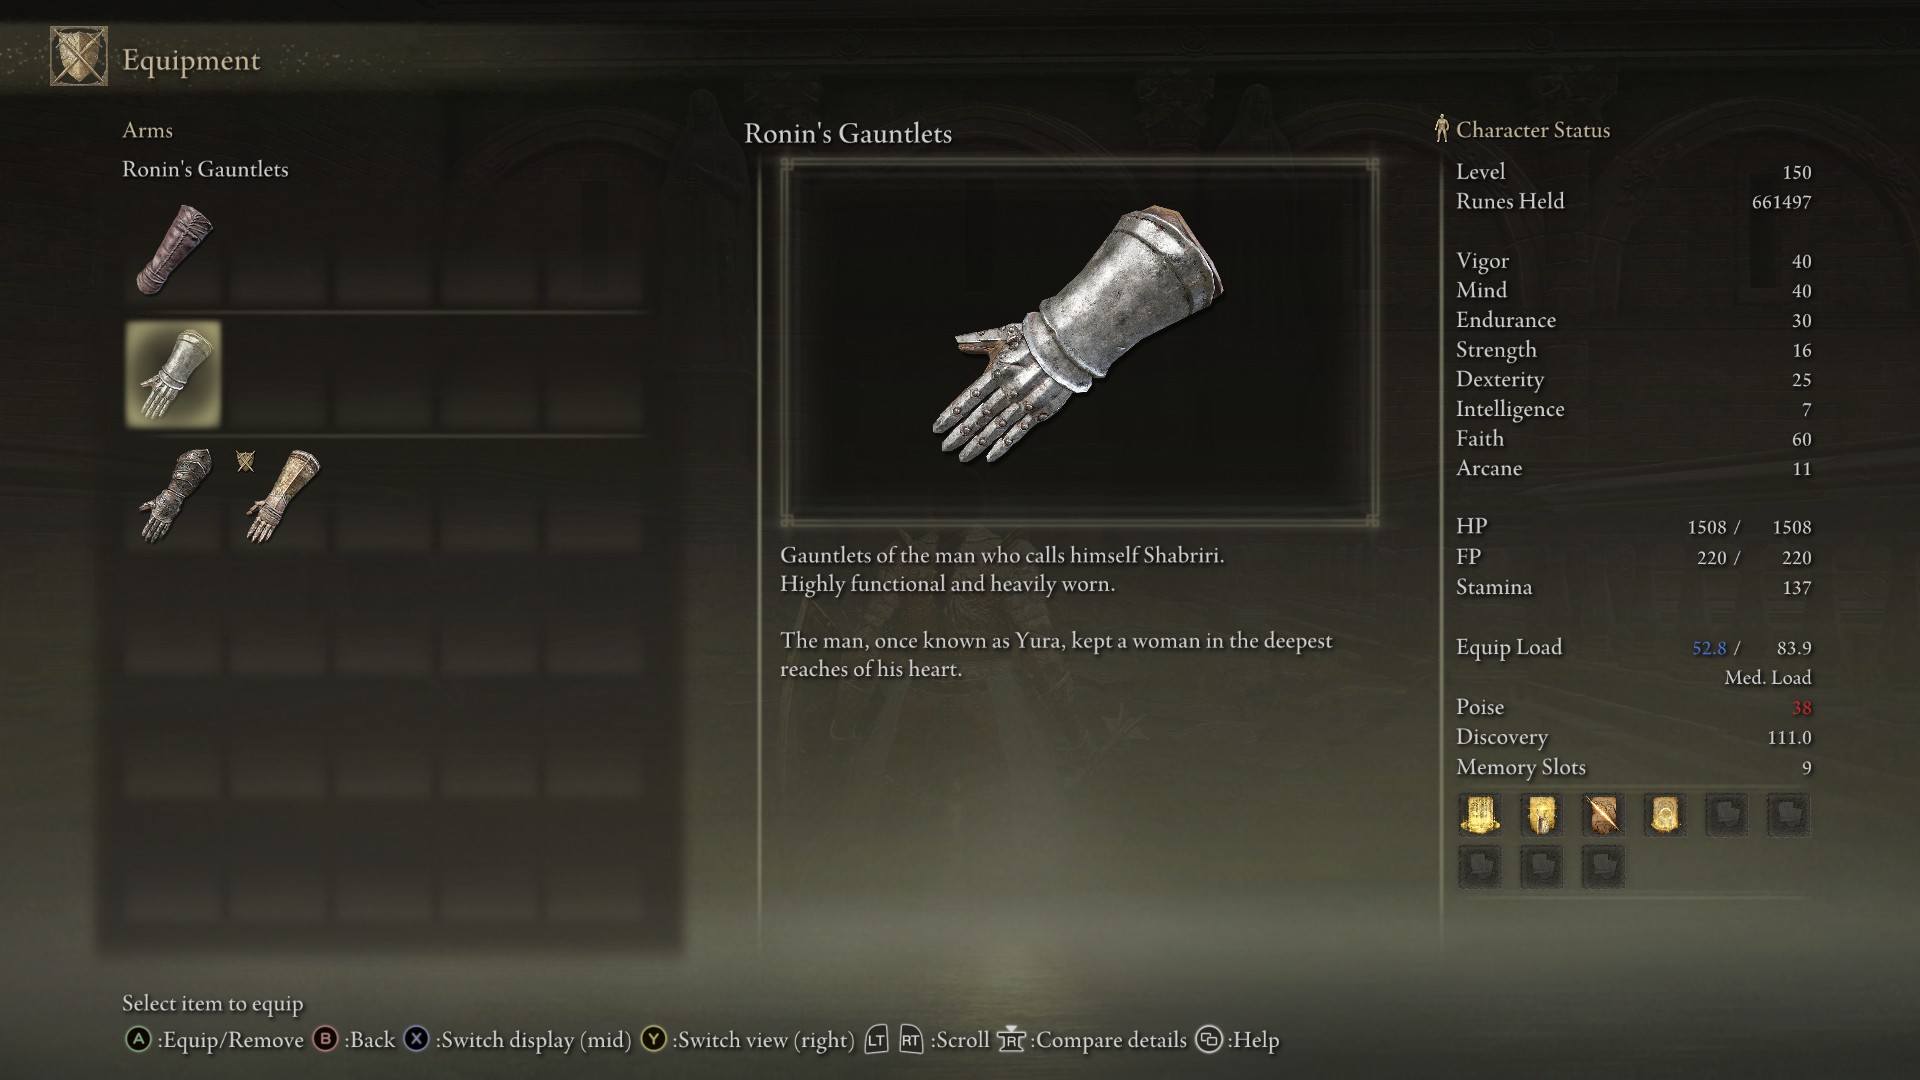 Equipment
Arms
Ronin's Gauntlets
Ronin's Gauntlets
Gauntlets of the man who calls himself Shabriri.
Highly functional and heavily worn.
The man, once known as Yura, kept a woman in the deepest
reaches of his heart.
Character Status
Level 150
Runes Held 661497
Vigor 40
Mind 40
Endurance 30
Strength 16
Dexterity 25
Intelligence 7
Faith 60
Arcane 11
HP 1508 / 1508
FP 220 / 220
Stamina 137
Equip Load 52.8 / 83.9
Med. Load
Poise 38
Discovery 111.0
Memory Slots 9
Select item to equip
A :Equip/Remove B :Back X :Switch display (mid) Y :Switch view (right) LT RT :Scroll R :Compare details :Help